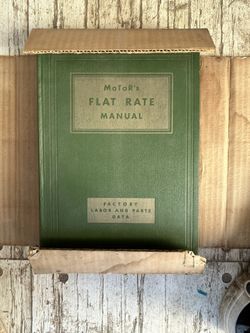 MoToR's
FLAT RATE
MANUAL
FACTORY
LABOR AND PARTS
DATA